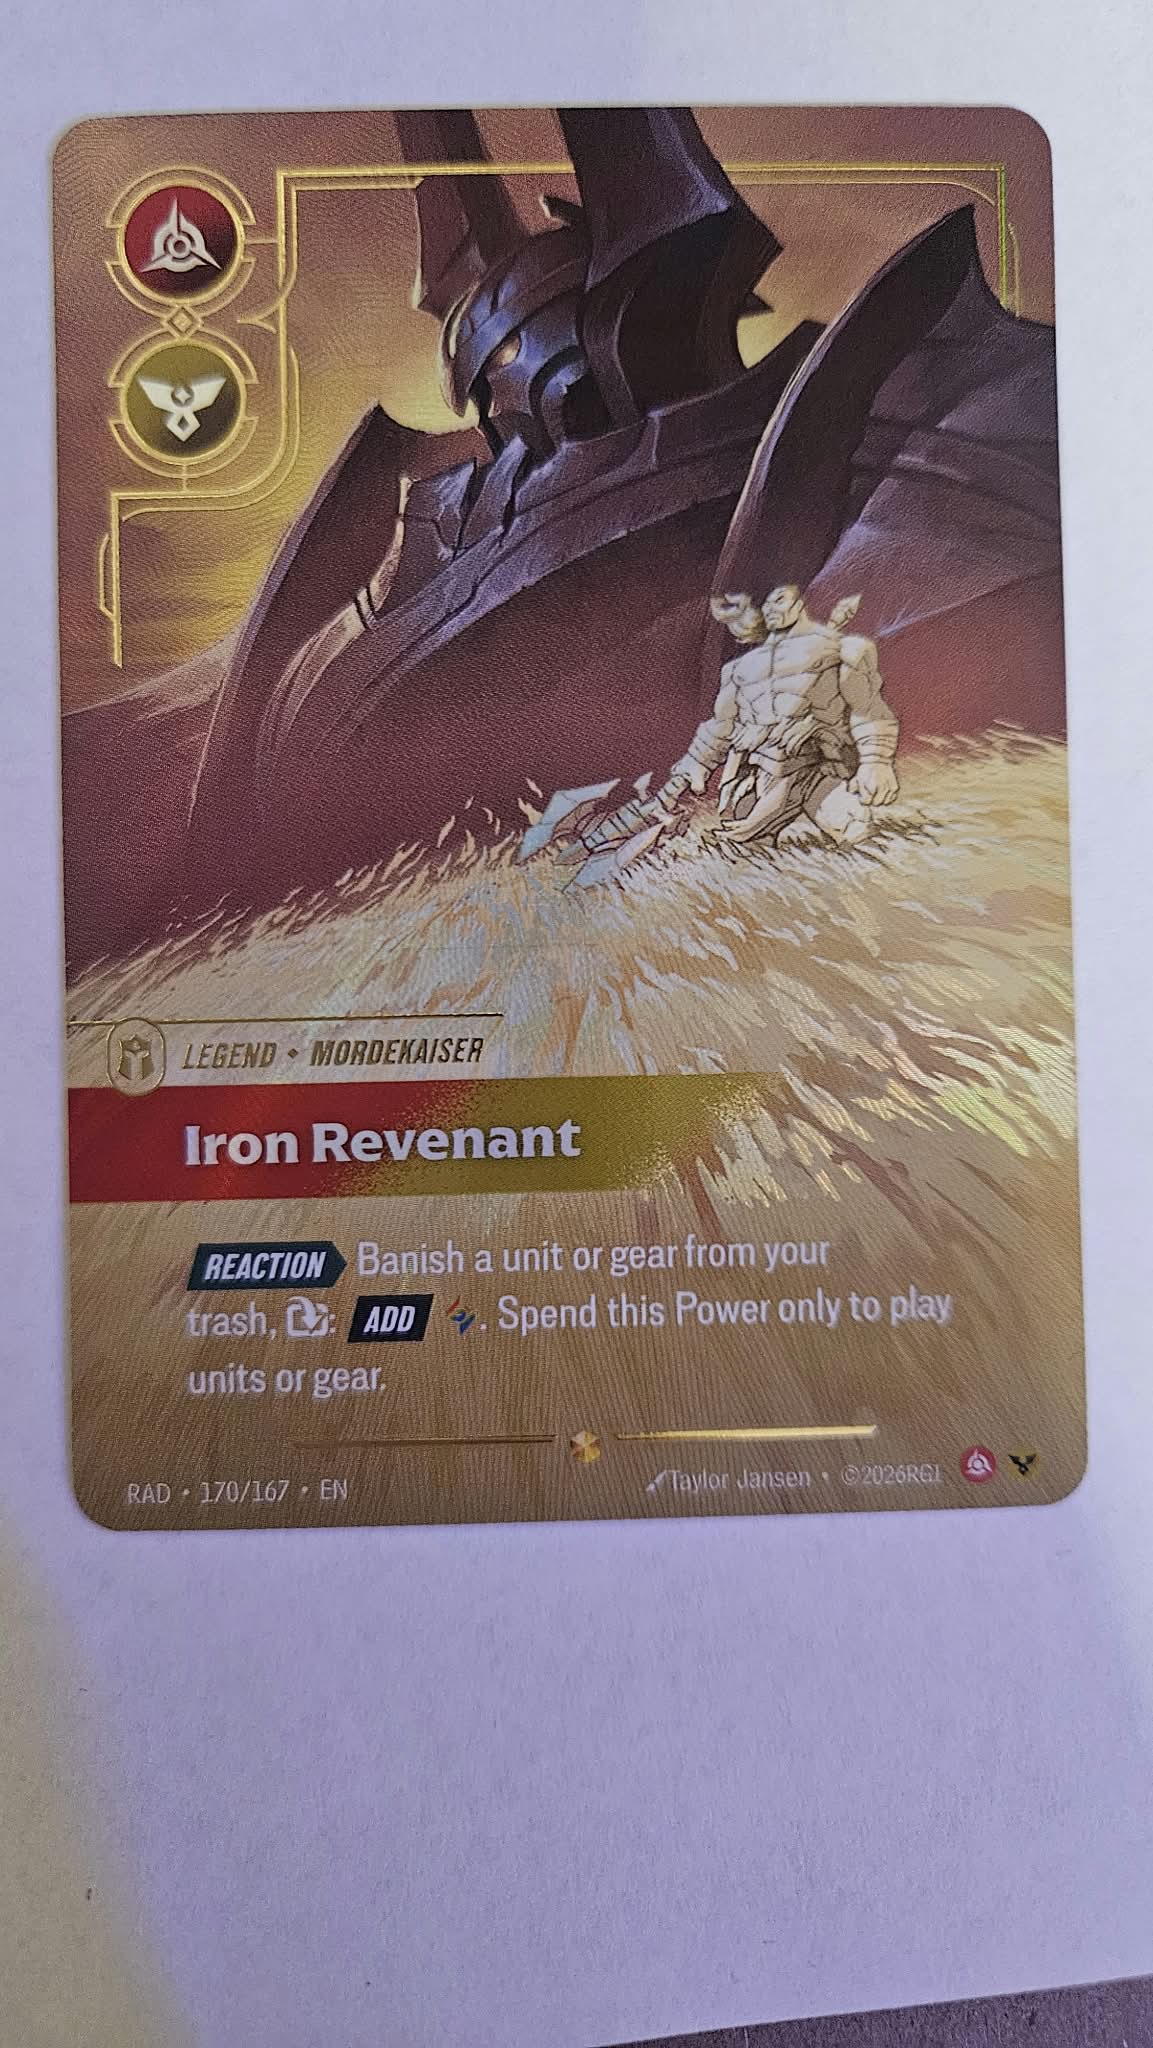 LEGEND • MORDEKAISER
Iron Revenant
REACTION Banish a unit or gear from your
trash, : ADD . Spend this Power only to play
units or gear.
RAD • 170/167 • EN
Taylor Jansen • ©2026RGI